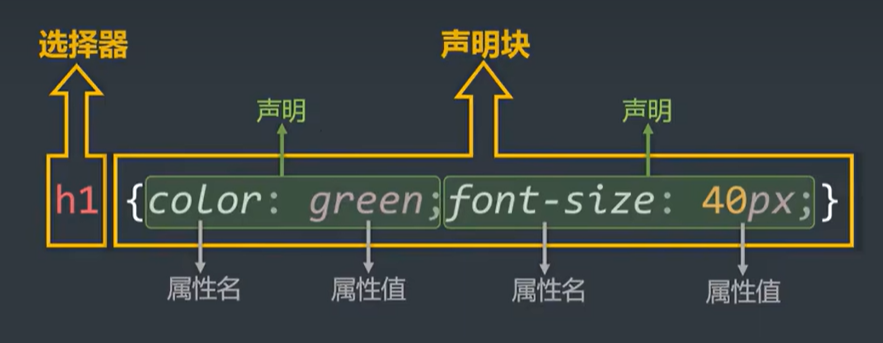 选择器 声明块
声明 声明
h1 {color: green;font-size: 40px;}
属性名 属性值 属性名 属性值